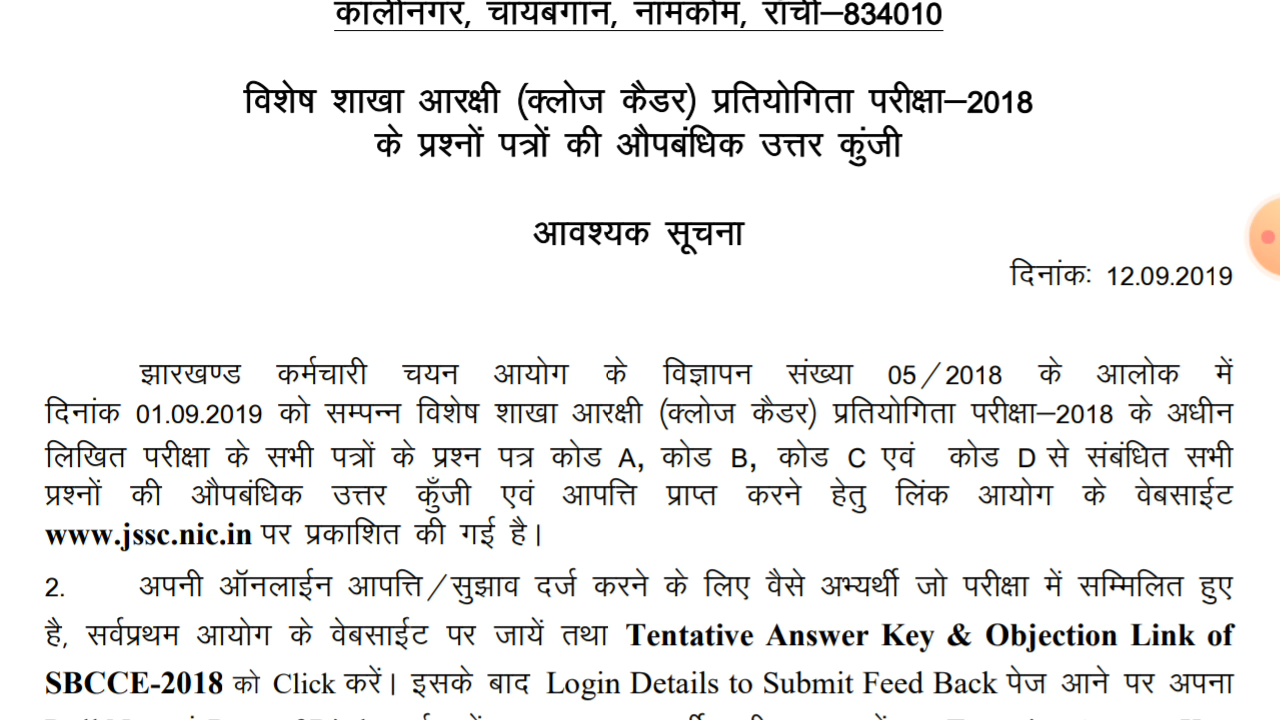 कालीनगर, चायबगान, नामकोम, राँची–834010
विशेष शाखा आरक्षी (क्लोज कैडर) प्रतियोगिता परीक्षा–2018
के प्रश्नों पत्रों की औपबंधिक उत्तर कुंजी
आवश्यक सूचना
दिनांकः 12.09.2019
झारखण्ड कर्मचारी चयन आयोग के विज्ञापन संख्या 05/2018 के आलोक में
दिनांक 01.09.2019 को सम्पन्न विशेष शाखा आरक्षी (क्लोज कैडर) प्रतियोगिता परीक्षा–2018 के अधीन
लिखित परीक्षा के सभी पत्रों के प्रश्न पत्र कोड A, कोड B, कोड C एवं कोड D से संबंधित सभी
प्रश्नों की औपबंधिक उत्तर कुँजी एवं आपत्ति प्राप्त करने हेतु लिंक आयोग के वेबसाईट
www.jssc.nic.in पर प्रकाशित की गई है।
2. अपनी ऑनलाईन आपत्ति/सुझाव दर्ज करने के लिए वैसे अभ्यर्थी जो परीक्षा में सम्मिलित हुए
है, सर्वप्रथम आयोग के वेबसाईट पर जायें तथा Tentative Answer Key & Objection Link of
SBCCE-2018 को Click करें। इसके बाद Login Details to Submit Feed Back पेज आने पर अपना